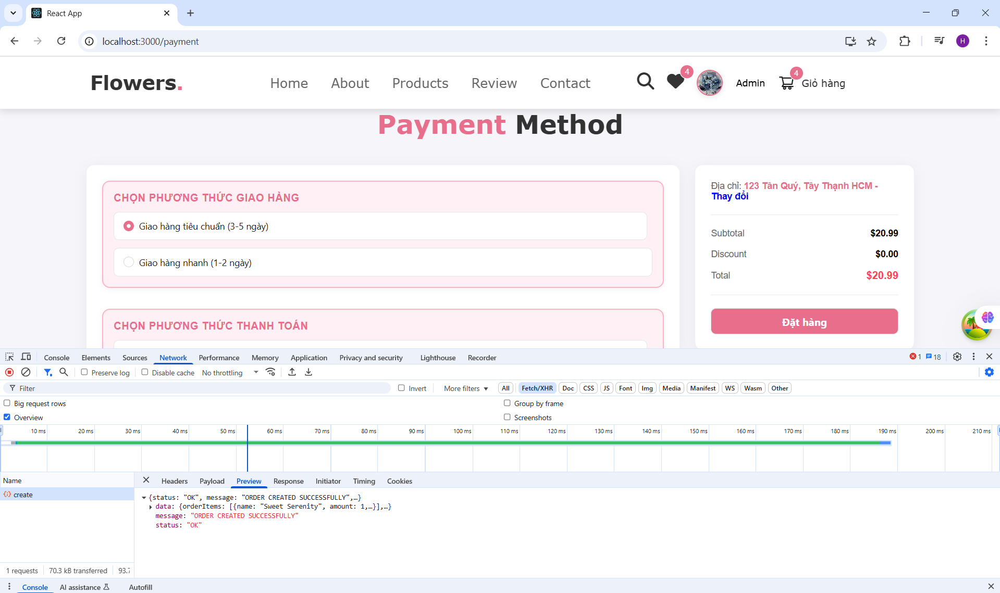 React App
localhost:3000/payment
H
Flowers.
Home
About
Products
Review
Contact
4
Admin
4
Giỏ hàng
Payment Method
CHỌN PHƯƠNG THỨC GIAO HÀNG
Giao hàng tiêu chuẩn (3-5 ngày)
Giao hàng nhanh (1-2 ngày)
CHỌN PHƯƠNG THỨC THANH TOÁN
Địa chỉ: 123 Tân Quý, Tây Thạnh HCM -
Thay đổi
Subtotal $20.99
Discount $0.00
Total $20.99
Đặt hàng
Console Elements Sources Network Performance Memory Application Privacy and security Lighthouse Recorder 1 18
Preserve log Disable cache No throttling
Filter Invert More filters All Fetch/XHR Doc CSS JS Font Img Media Manifest WS Wasm Other
Big request rows Group by frame
Overview Screenshots
10 ms 20 ms 30 ms 40 ms 50 ms 60 ms 70 ms 80 ms 90 ms 100 ms 110 ms 120 ms 130 ms 140 ms 150 ms 160 ms 170 ms 180 ms 190 ms 200 ms 210 ms
Name
create
Headers Payload Preview Response Initiator Timing Cookies
{status: "OK", message: "ORDER CREATED SUCCESSFULLY",…}
data: {orderItems: [{name: "Sweet Serenity", amount: 1,…}],…}
message: "ORDER CREATED SUCCESSFULLY"
status: "OK"
1 requests 70.3 kB transferred 93.7
Console AI assistance Autofill